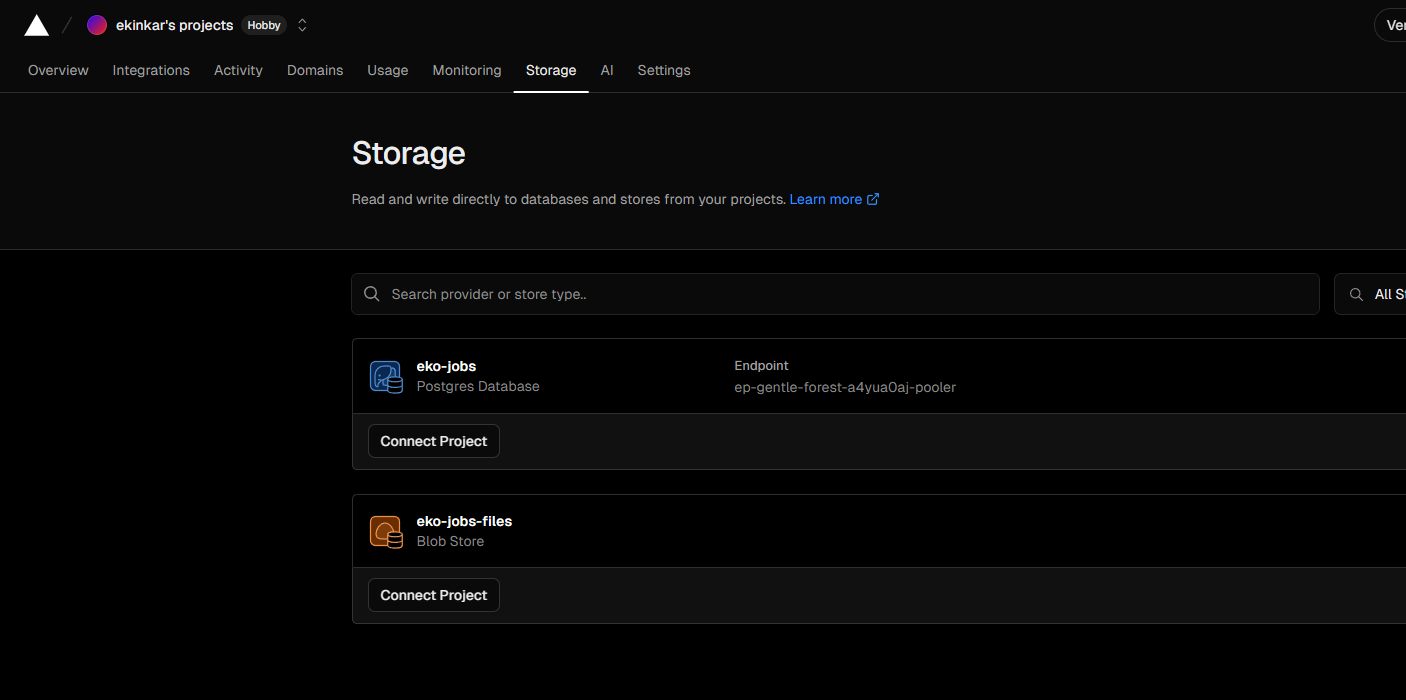 ekinkar's projects Hobby
Overview Integrations Activity Domains Usage Monitoring Storage AI Settings
Storage
Read and write directly to databases and stores from your projects. Learn more
Search provider or store type..
All
eko-jobs
Postgres Database
Endpoint
ep-gentle-forest-a4yua0aj-pooler
Connect Project
eko-jobs-files
Blob Store
Connect Project